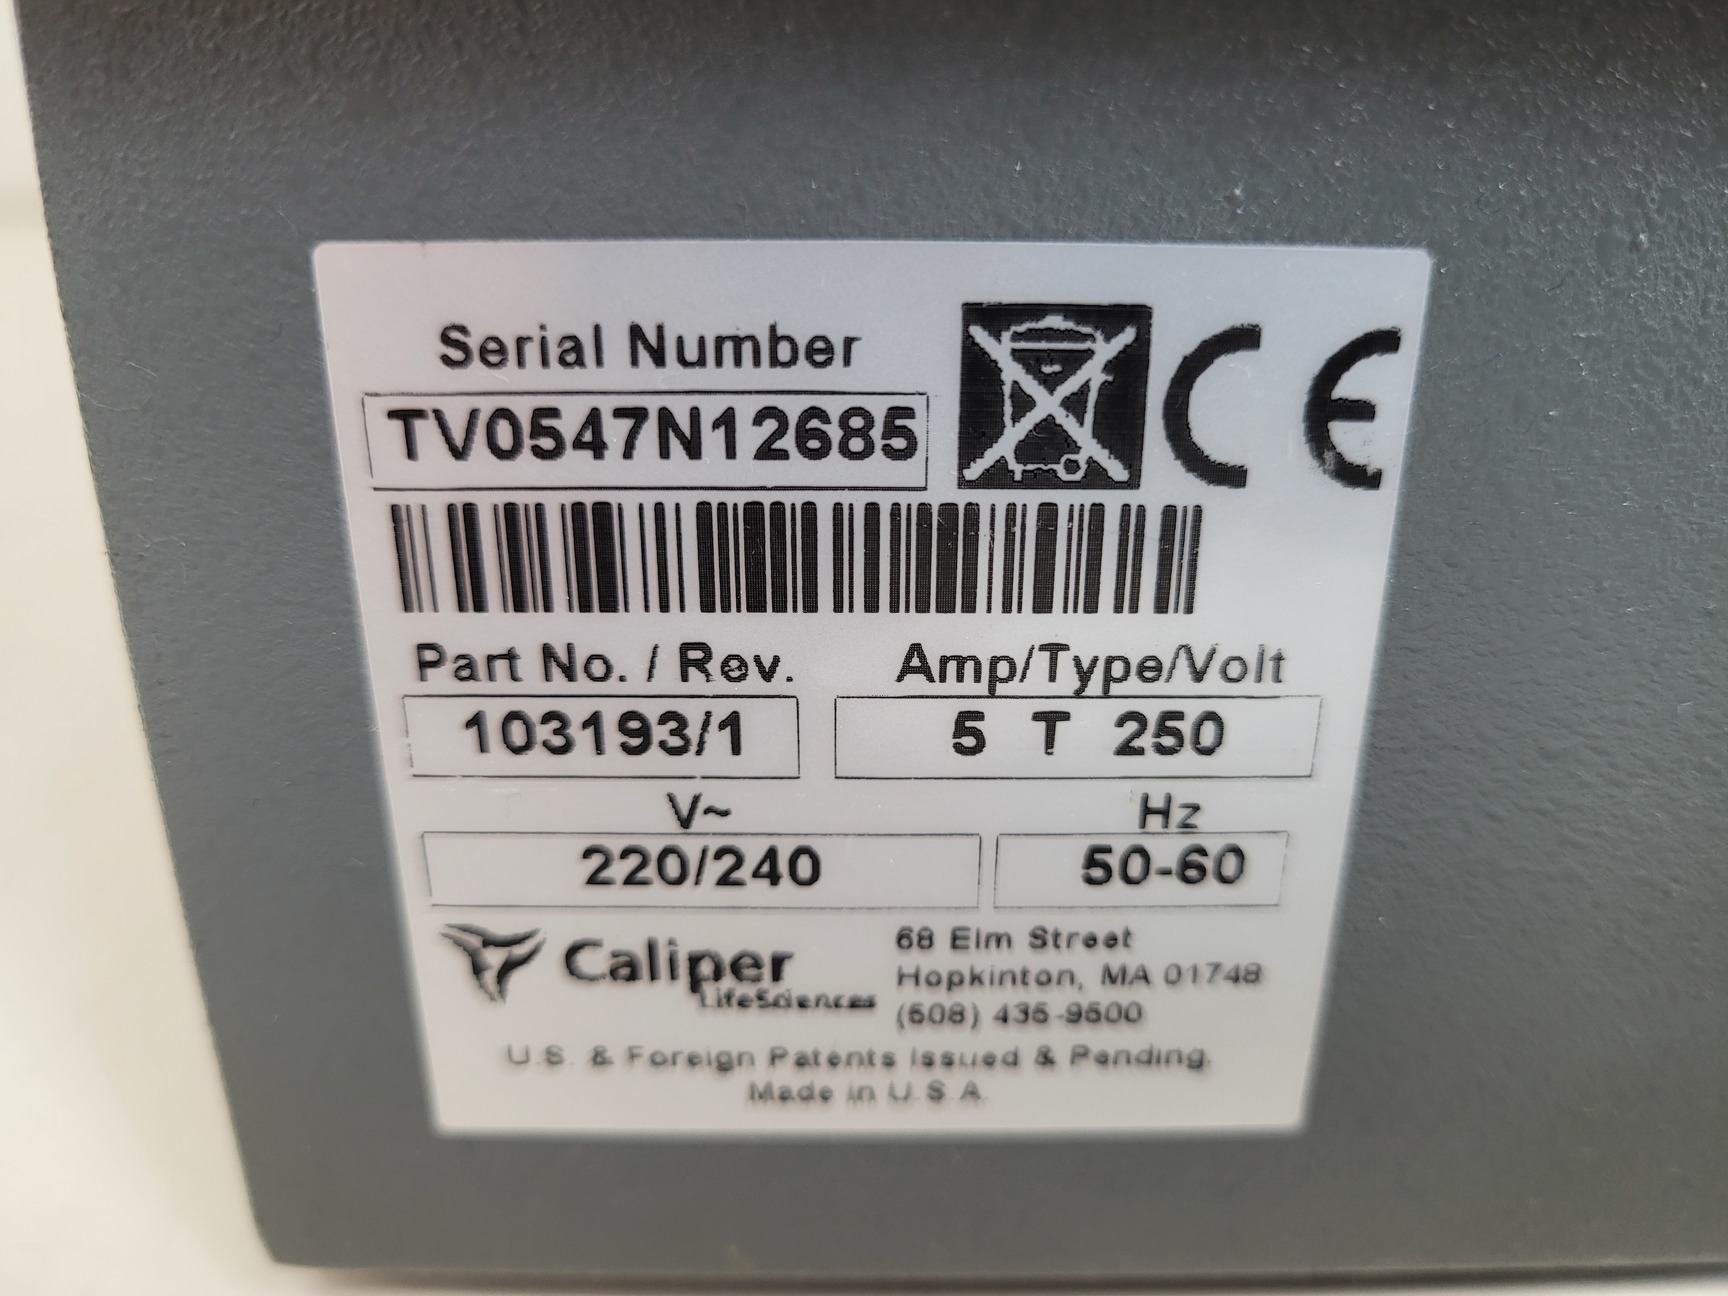 Serial Number
TV0547N12685
CE
Part No. / Rev.
Amp/Type/Volt
103193/1
5 T 250
V~
Hz
220/240
50-60
Caliper
LifeSciences
68 Elm Street
Hopkinton, MA 01748
(508) 435-9500
U.S. & Foreign Patents Issued & Pending.
Made in U.S.A.